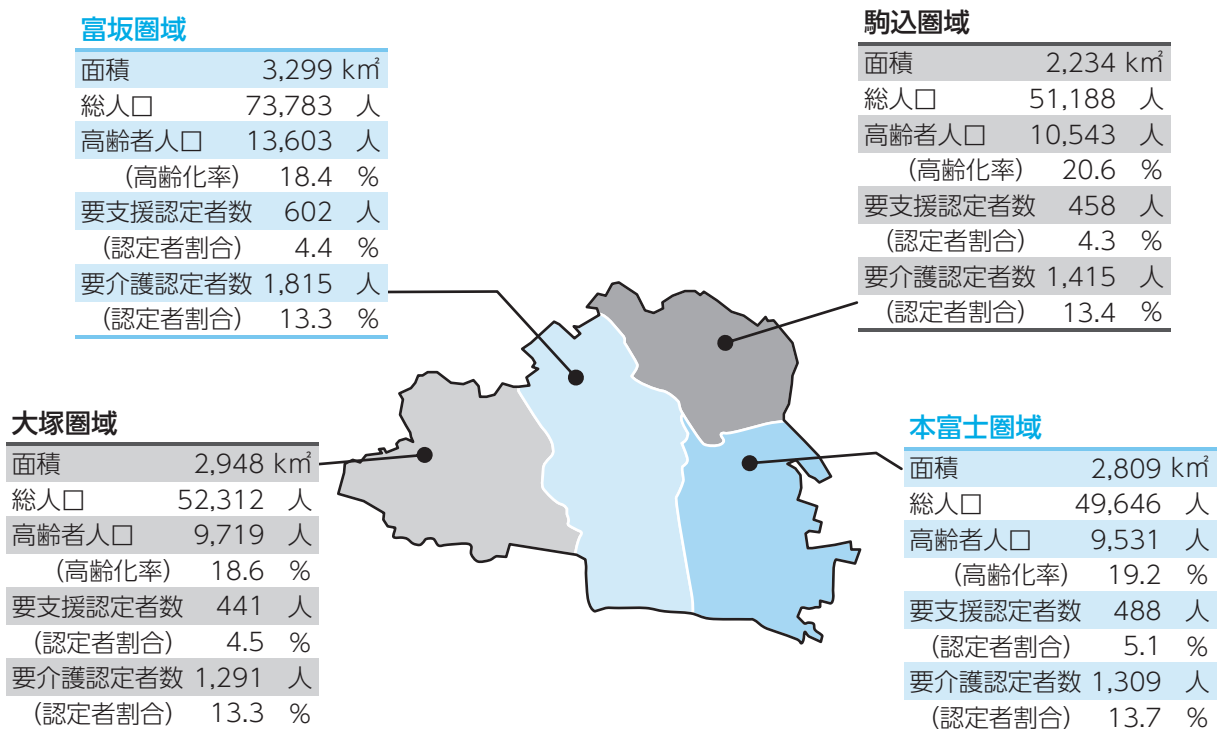 富坂圏域
面積 3,299 k㎡
総人口 73,783 人
高齢者人口 13,603 人
(高齢化率) 18.4 %
要支援認定者数 602 人
(認定者割合) 4.4 %
要介護認定者数 1,815 人
(認定者割合) 13.3 %
駒込圏域
面積 2,234 k㎡
総人口 51,188 人
高齢者人口 10,543 人
(高齢化率) 20.6 %
要支援認定者数 458 人
(認定者割合) 4.3 %
要介護認定者数 1,415 人
(認定者割合) 13.4 %
大塚圏域
面積 2,948 k㎡
総人口 52,312 人
高齢者人口 9,719 人
(高齢化率) 18.6 %
要支援認定者数 441 人
(認定者割合) 4.5 %
要介護認定者数 1,291 人
(認定者割合) 13.3 %
本富士圏域
面積 2,809 k㎡
総人口 49,646 人
高齢者人口 9,531 人
(高齢化率) 19.2 %
要支援認定者数 488 人
(認定者割合) 5.1 %
要介護認定者数 1,309 人
(認定者割合) 13.7 %